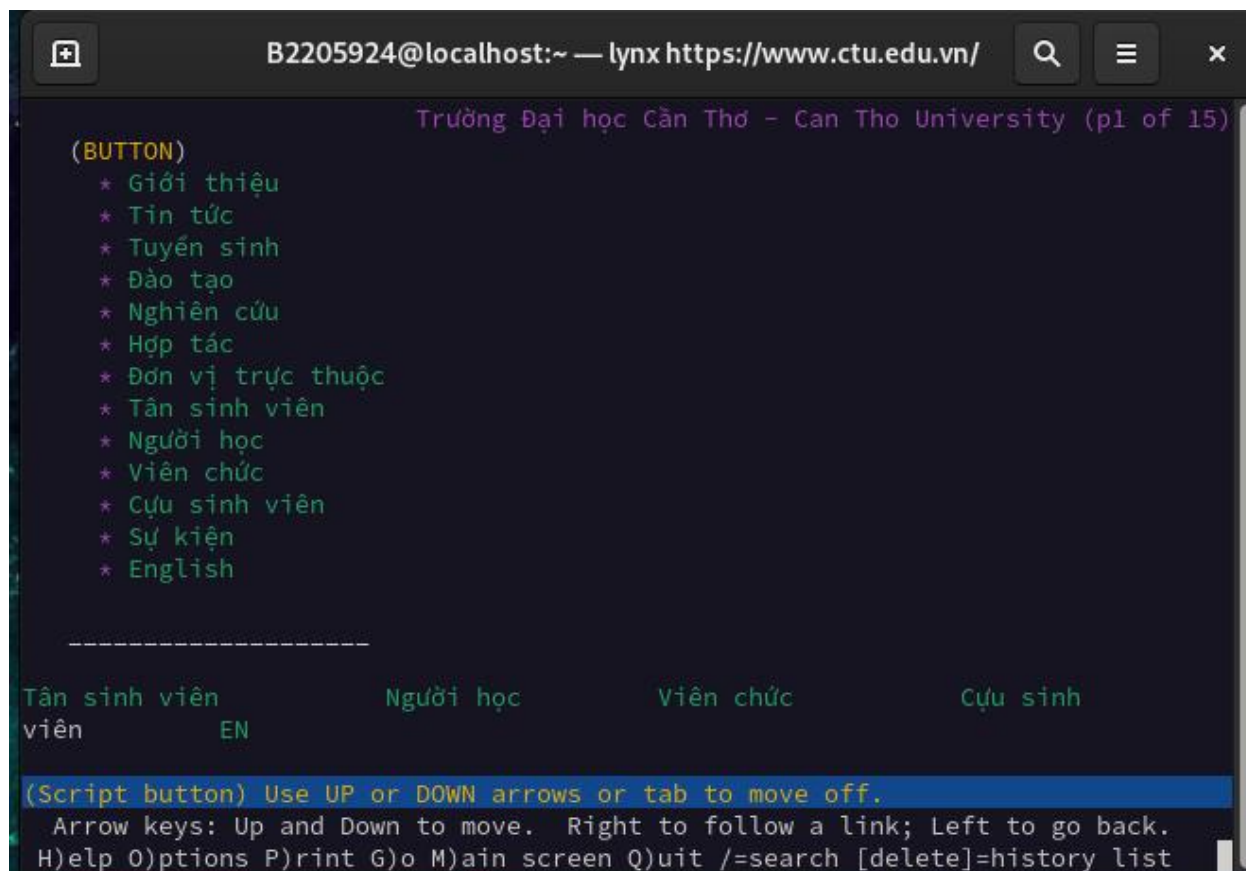 B2205924@localhost:~ — lynx https://www.ctu.edu.vn/
Trường Đại học Cần Thơ - Can Tho University (p1 of 15)
(BUTTON)
* Giới thiệu
* Tin tức
* Tuyển sinh
* Đào tạo
* Nghiên cứu
* Hợp tác
* Đơn vị trực thuộc
* Tân sinh viên
* Người học
* Viên chức
* Cựu sinh viên
* Sự kiện
* English
____________________
Tân sinh viên Người học Viên chức Cựu sinh
viên EN
(Script button) Use UP or DOWN arrows or tab to move off.
Arrow keys: Up and Down to move. Right to follow a link; Left to go back.
H)elp O)ptions P)rint G)o M)ain screen Q)uit /=search [delete]=history list